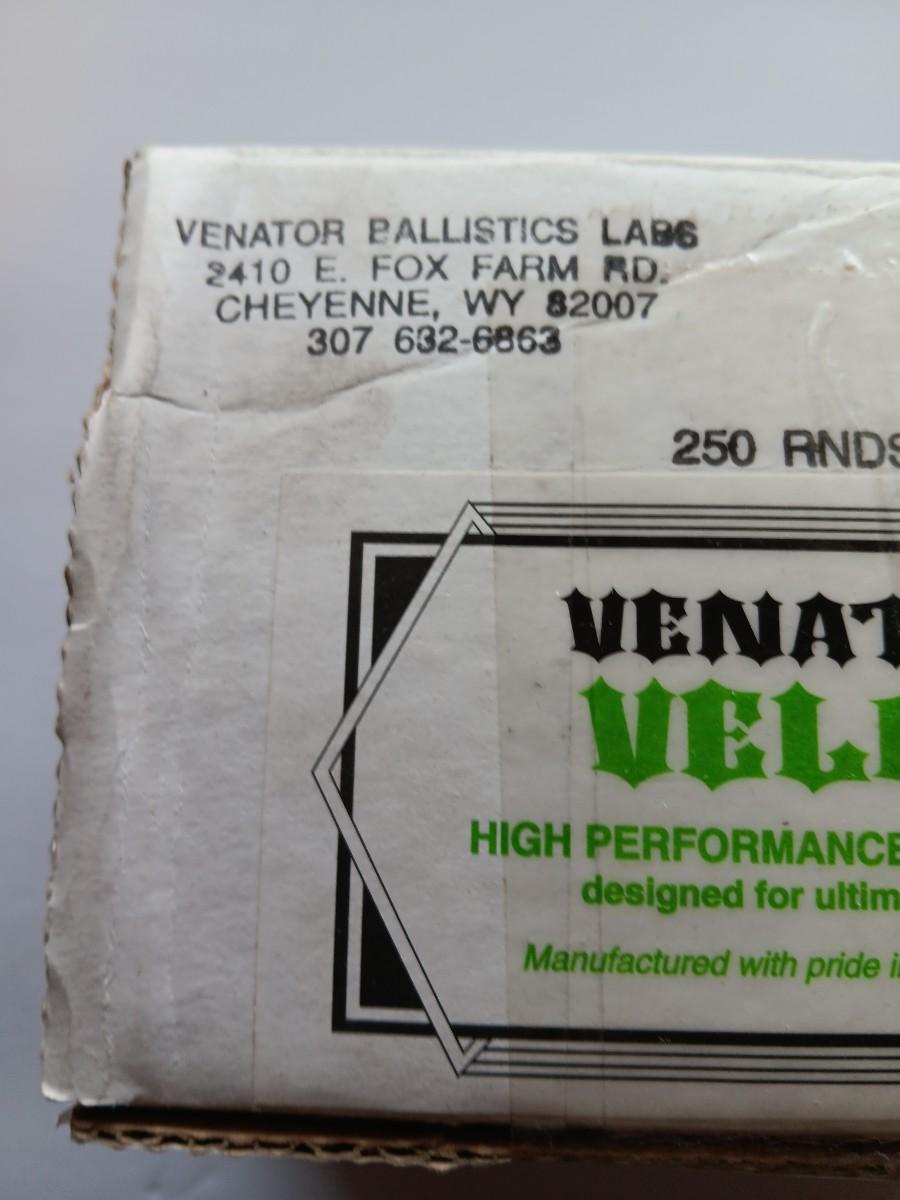 VENATOR BALLISTICS LABS
2410 E. FOX FARM RD.
CHEYENNE, WY 82007
307 632-6863
250 RNDS
VENAT
VEL
HIGH PERFORMANCE
designed for ultim
Manufactured with pride in